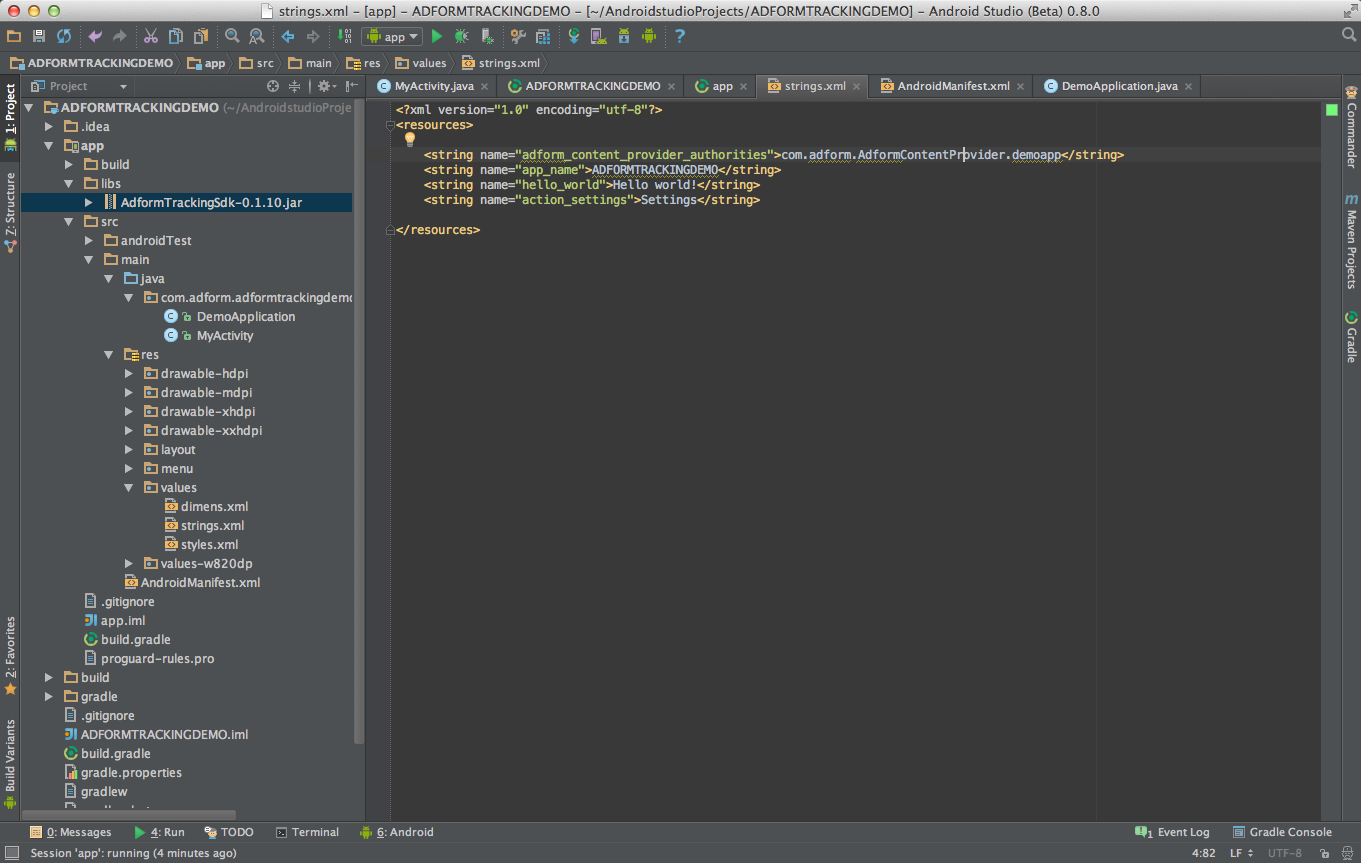 strings.xml – [app] – ADFORMTRACKINGDEMO – [~/AndroidstudioProjects/ADFORMTRACKINGDEMO] – Android Studio (Beta) 0.8.0
app
ADFORMTRACKINGDEMO app src main res values strings.xml
Project
MyActivity.java ADFORMTRACKINGDEMO app strings.xml AndroidManifest.xml DemoApplication.java
1: Project
Z: Structure
2: Favorites
Build Variants
ADFORMTRACKINGDEMO (~/AndroidstudioProje
.idea
app
build
libs
AdformTrackingSdk-0.1.10.jar
src
androidTest
main
java
com.adform.adformtrackingdemo
DemoApplication
MyActivity
res
drawable-hdpi
drawable-mdpi
drawable-xhdpi
drawable-xxhdpi
layout
menu
values
dimens.xml
strings.xml
styles.xml
values-w820dp
AndroidManifest.xml
.gitignore
app.iml
build.gradle
proguard-rules.pro
build
gradle
.gitignore
ADFORMTRACKINGDEMO.iml
build.gradle
gradle.properties
gradlew
<?xml version="1.0" encoding="utf-8"?>
<resources>
<string name="adform_content_provider_authorities">com.adform.AdformContentProvider.demoapp</string>
<string name="app_name">ADFORMTRACKINGDEMO</string>
<string name="hello_world">Hello world!</string>
<string name="action_settings">Settings</string>
</resources>
Commander
m Maven Projects
Gradle
0: Messages 4: Run TODO Terminal 6: Android 1 Event Log Gradle Console
Session 'app': running (4 minutes ago) 4:82 LF UTF-8